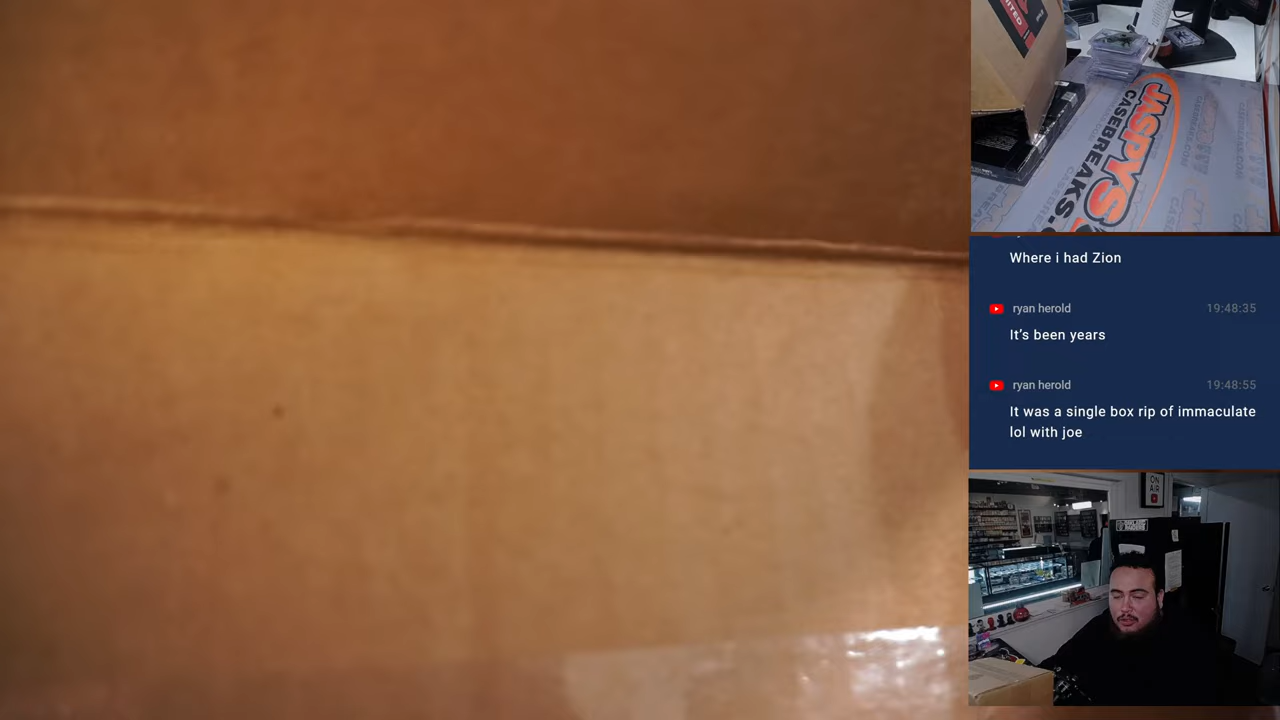 JASPYS
CASEBREAKS.
Where i had Zion
ryan herold 19:48:35
It's been years
ryan herold 19:48:55
It was a single box rip of immaculate
lol with joe
ON
AIR